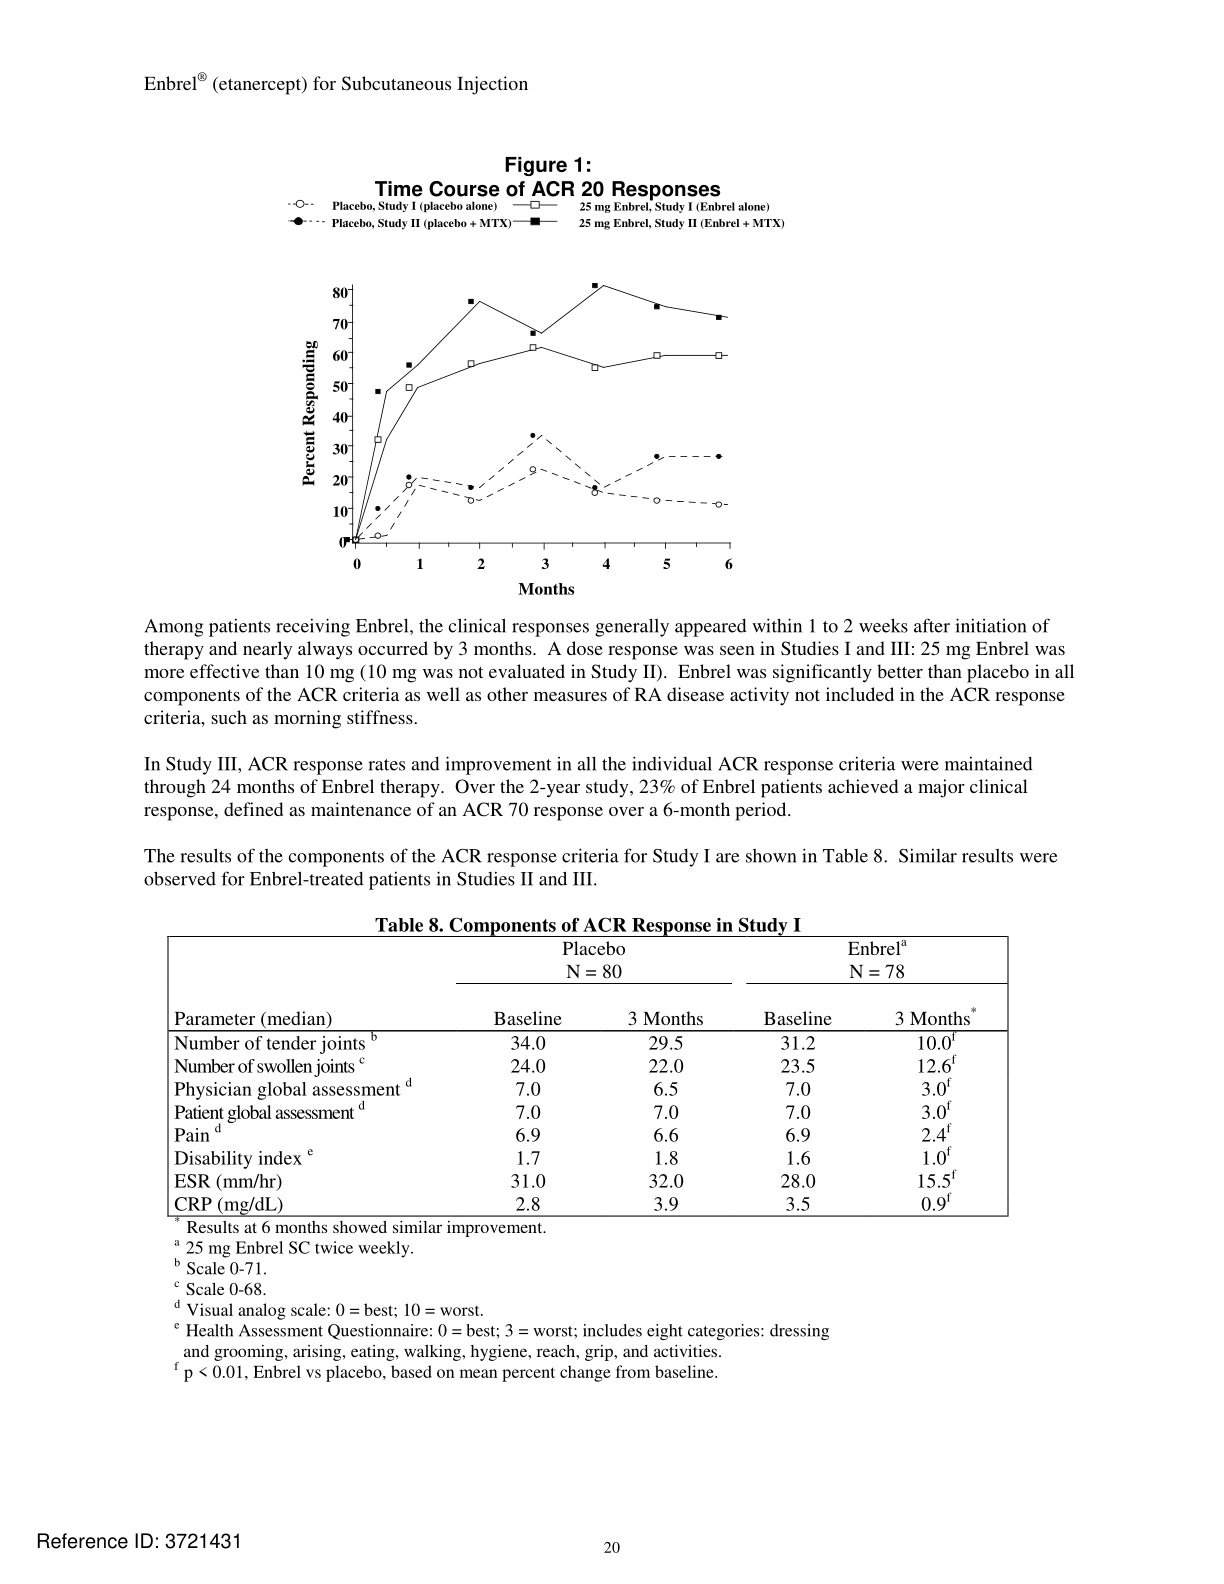 Enbrel® (etanercept) for Subcutaneous Injection
Figure 1:
Time Course of ACR 20 Responses
Placebo, Study I (placebo alone) 25 mg Enbrel, Study I (Enbrel alone)
Placebo, Study II (placebo + MTX) 25 mg Enbrel, Study II (Enbrel + MTX)
Percent Responding
80
70
60
50
40
30
20
10
0
0 1 2 3 4 5 6
Months
Among patients receiving Enbrel, the clinical responses generally appeared within 1 to 2 weeks after initiation of
therapy and nearly always occurred by 3 months. A dose response was seen in Studies I and III: 25 mg Enbrel was
more effective than 10 mg (10 mg was not evaluated in Study II). Enbrel was significantly better than placebo in all
components of the ACR criteria as well as other measures of RA disease activity not included in the ACR response
criteria, such as morning stiffness.
In Study III, ACR response rates and improvement in all the individual ACR response criteria were maintained
through 24 months of Enbrel therapy. Over the 2-year study, 23% of Enbrel patients achieved a major clinical
response, defined as maintenance of an ACR 70 response over a 6-month period.
The results of the components of the ACR response criteria for Study I are shown in Table 8. Similar results were
observed for Enbrel-treated patients in Studies II and III.
Table 8. Components of ACR Response in Study I
Placebo Enbrel^a
N = 80 N = 78
Parameter (median) Baseline 3 Months Baseline 3 Months*
Number of tender joints ^b 34.0 29.5 31.2 10.0^f
Number of swollen joints ^c 24.0 22.0 23.5 12.6^f
Physician global assessment ^d 7.0 6.5 7.0 3.0^f
Patient global assessment ^d 7.0 7.0 7.0 3.0^f
Pain ^d 6.9 6.6 6.9 2.4^f
Disability index ^e 1.7 1.8 1.6 1.0^f
ESR (mm/hr) 31.0 32.0 28.0 15.5^f
CRP (mg/dL) 2.8 3.9 3.5 0.9^f
* Results at 6 months showed similar improvement.
^a 25 mg Enbrel SC twice weekly.
^b Scale 0-71.
^c Scale 0-68.
^d Visual analog scale: 0 = best; 10 = worst.
^e Health Assessment Questionnaire: 0 = best; 3 = worst; includes eight categories: dressing
and grooming, arising, eating, walking, hygiene, reach, grip, and activities.
^f p < 0.01, Enbrel vs placebo, based on mean percent change from baseline.
Reference ID: 3721431
20